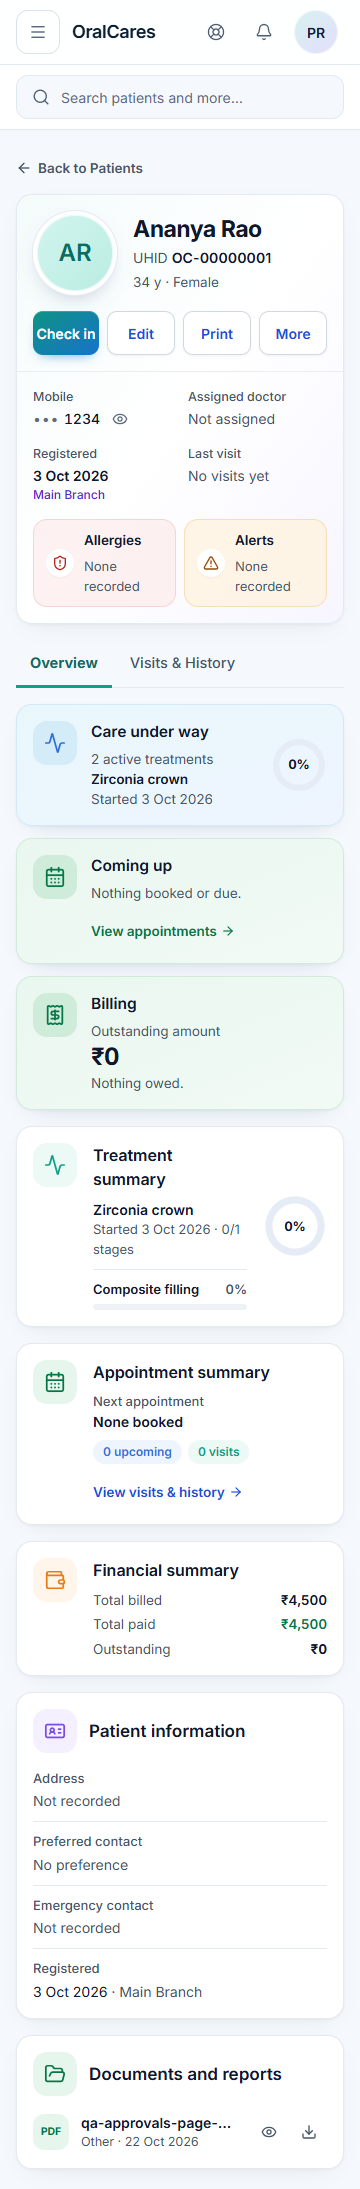 OralCares
PR
Search patients and more...
Back to Patients
AR
Ananya Rao
UHID OC-00000001
34 y · Female
Check in
Edit
Print
More
Mobile
Assigned doctor
••• 1234
Not assigned
Registered
Last visit
3 Oct 2026
No visits yet
Main Branch
Allergies
None
recorded
Alerts
None
recorded
Overview
Visits & History
Care under way
2 active treatments
Zirconia crown
Started 3 Oct 2026
0%
Coming up
Nothing booked or due.
View appointments →
Billing
Outstanding amount
₹0
Nothing owed.
Treatment
summary
Zirconia crown
Started 3 Oct 2026 · 0/1
stages
0%
Composite filling 0%
Appointment summary
Next appointment
None booked
0 upcoming
0 visits
View visits & history →
Financial summary
Total billed ₹4,500
Total paid ₹4,500
Outstanding ₹0
Patient information
Address
Not recorded
Preferred contact
No preference
Emergency contact
Not recorded
Registered
3 Oct 2026 · Main Branch
Documents and reports
PDF
qa-approvals-page-...
Other · 22 Oct 2026